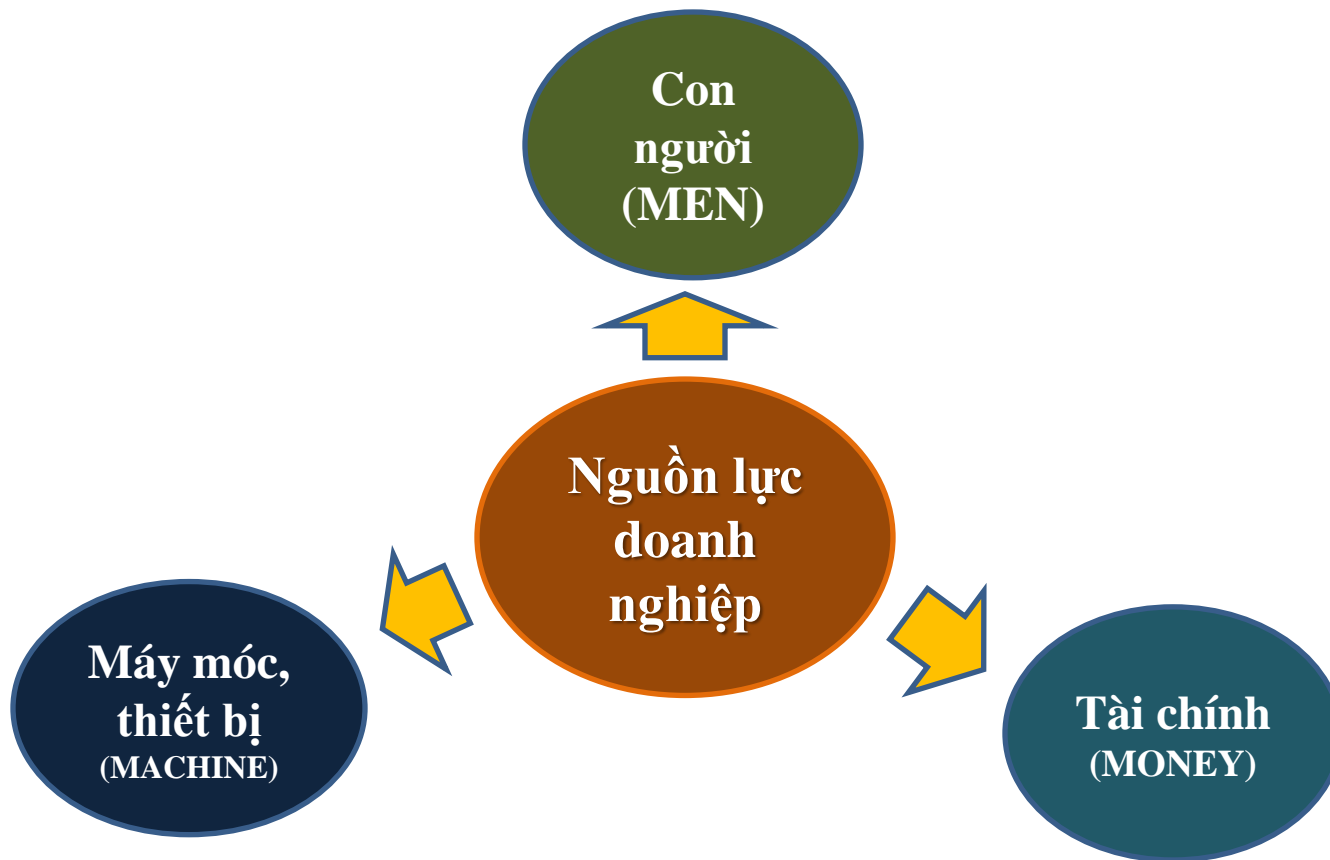 Con
người
(MEN)
Nguồn lực
doanh
nghiệp
Máy móc,
thiết bị
(MACHINE)
Tài chính
(MONEY)